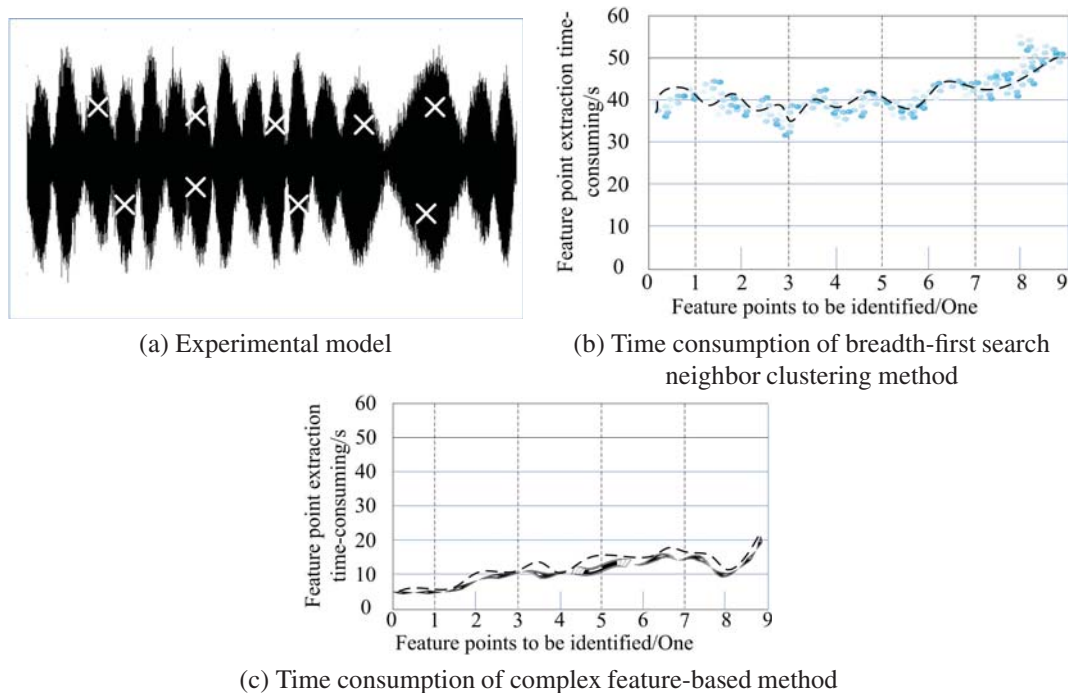 60
50
40
30
20
10
0
Feature point extraction time-
consuming/s
0 1 2 3 4 5 6 7 8 9
Feature points to be identified/One
(a) Experimental model
(b) Time consumption of breadth-first search
neighbor clustering method
60
50
40
30
20
10
0
Feature point extraction
time-consuming/s
0 1 2 3 4 5 6 7 8 9
Feature points to be identified/One
(c) Time consumption of complex feature-based method